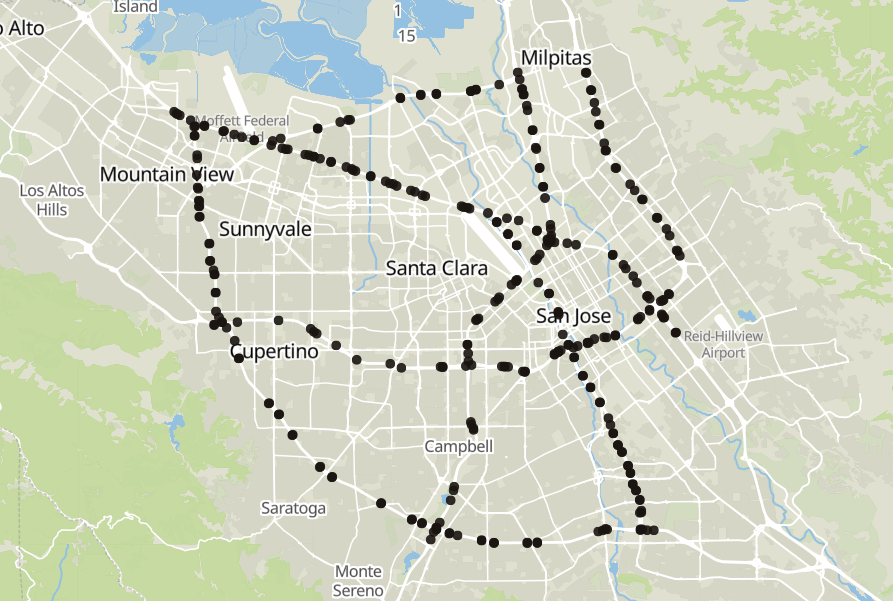 Island
o Alto
1
15
Milpitas
Moffett Federal
Airfield
Mountain View
Los Altos
Hills
Sunnyvale
Santa Clara
San Jose
Reid-Hillview
Airport
Cupertino
Campbell
Saratoga
Monte
Sereno